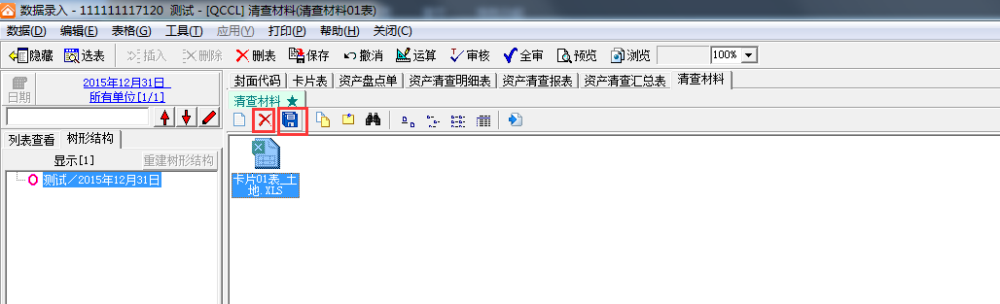 数据录入 - 111111117120 测试 - [QCCL] 清查材料(清查材料01表)
数据(D) 编辑(E) 表格(G) 工具(T) 应用(Y) 打印(P) 帮助(H) 关闭(C)
隐藏 选表 插入 删除 删表 保存 撤消 运算 审核 全审 预览 浏览 100%
日期
2015年12月31日
所有单位[1/1]
封面代码 卡片表 资产盘点单 资产清查明细表 资产清查报表 资产清查汇总表 清查材料
清查材料 ★
列表查看 树形结构
显示[1] 重建树形结构
测试／2015年12月31日
卡片01表_土
地.XLS